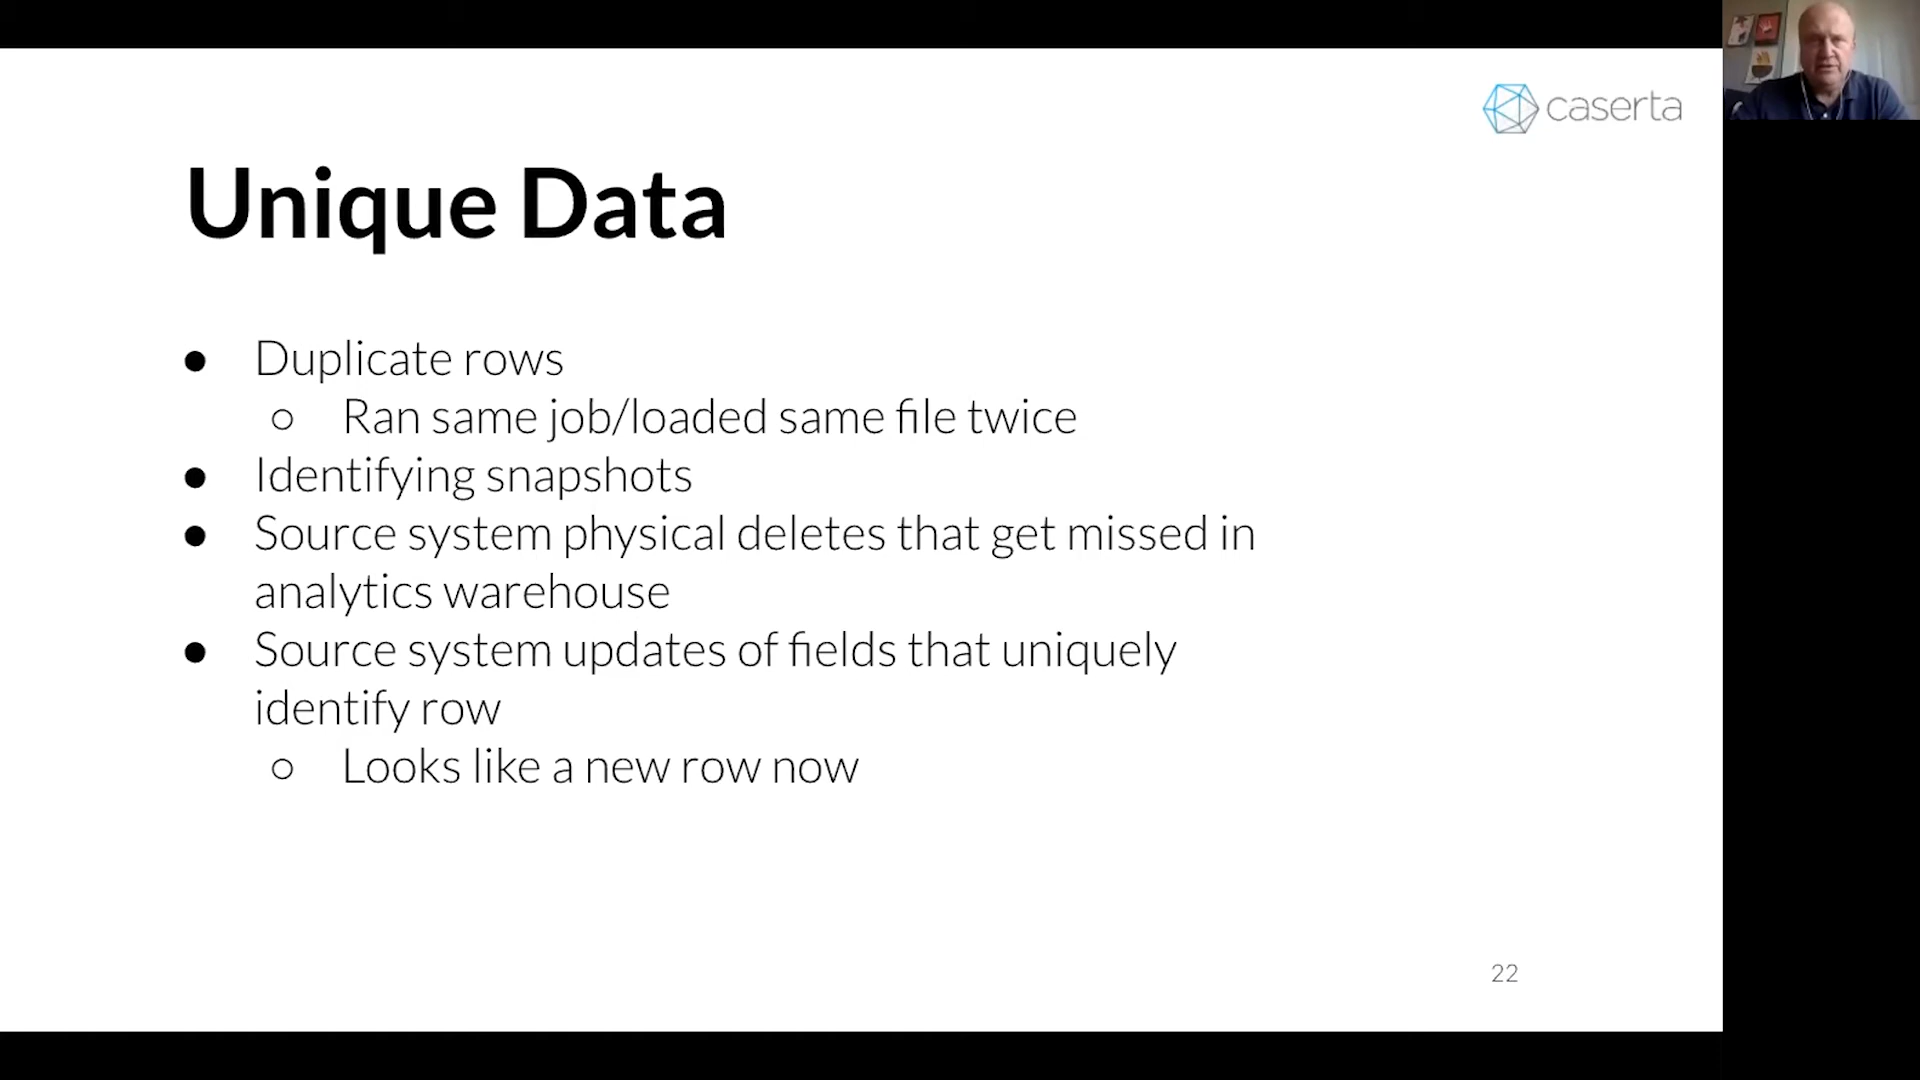 caserta
Unique Data
● Duplicate rows
○ Ran same job/loaded same file twice
● Identifying snapshots
● Source system physical deletes that get missed in
analytics warehouse
● Source system updates of fields that uniquely
identify row
○ Looks like a new row now
22